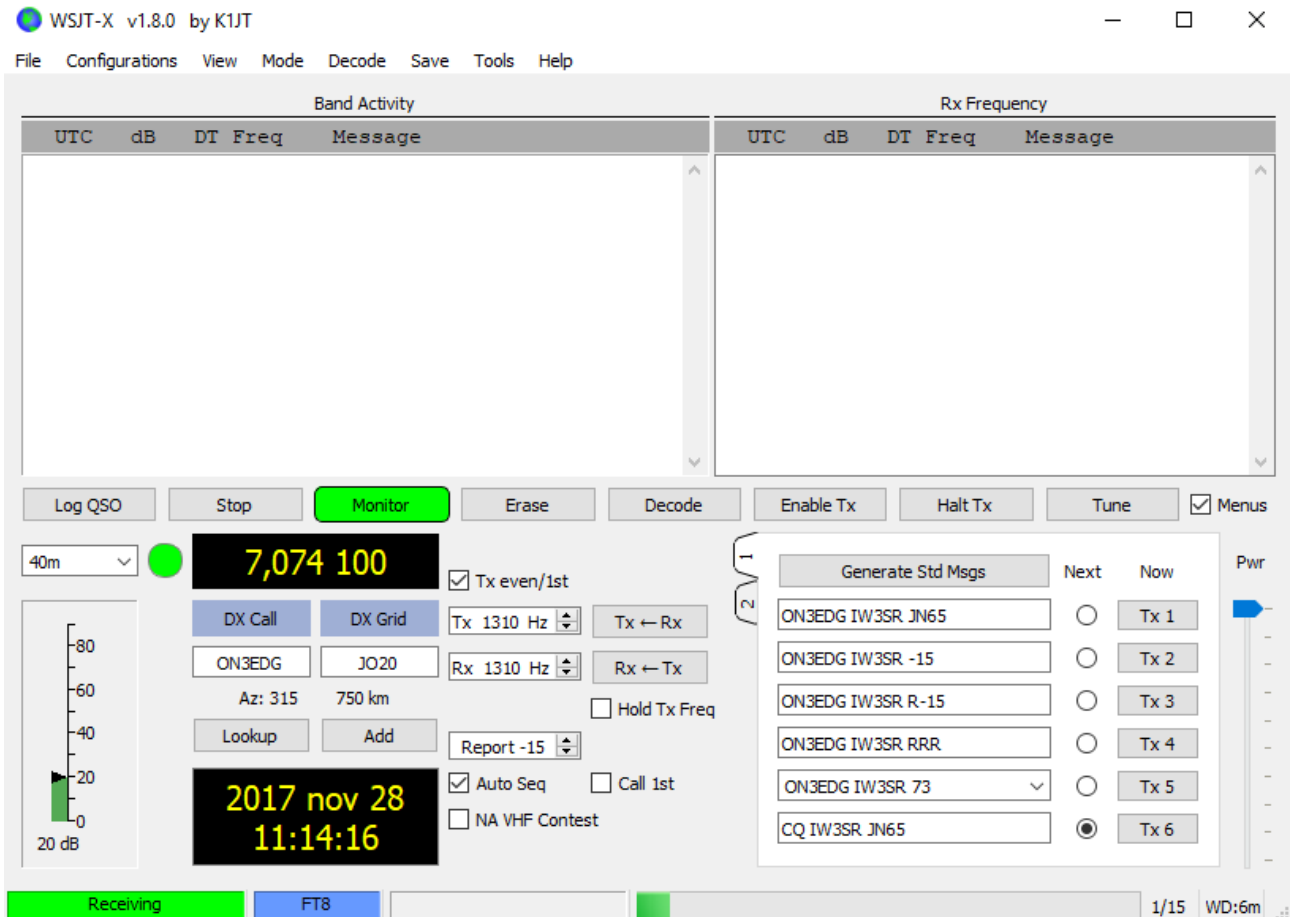 WSJT-X v1.8.0 by K1JT
File Configurations View Mode Decode Save Tools Help
Band Activity Rx Frequency
UTC dB DT Freq Message UTC dB DT Freq Message
Log QSO Stop Monitor Erase Decode Enable Tx Halt Tx Tune Menus
40m 7,074 100 Tx even/1st
1 Generate Std Msgs Next Now Pwr
2
DX Call DX Grid Tx 1310 Hz Tx ← Rx ON3EDG IW3SR JN65 Tx 1
ON3EDG JO20 Rx 1310 Hz Rx ← Tx ON3EDG IW3SR -15 Tx 2
Az: 315 750 km Hold Tx Freq ON3EDG IW3SR R-15 Tx 3
Lookup Add Report -15 ON3EDG IW3SR RRR Tx 4
2017 nov 28 Auto Seq Call 1st ON3EDG IW3SR 73 Tx 5
11:14:16 NA VHF Contest CQ IW3SR JN65 Tx 6
80
60
40
20
0
20 dB
Receiving FT8 1/15 WD:6m